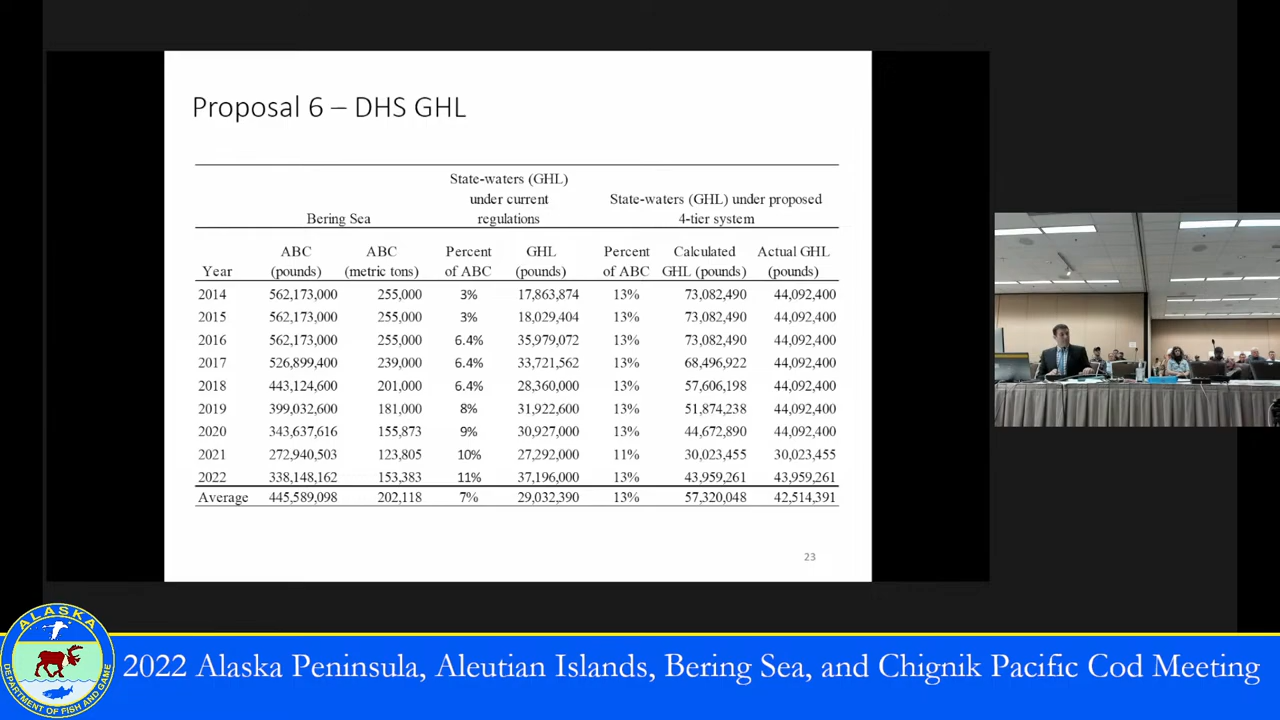 Proposal 6 – DHS GHL
State-waters (GHL)
under current
regulations
State-waters (GHL) under proposed
4-tier system
Bering Sea
Year
ABC
(pounds)
ABC
(metric tons)
Percent
of ABC
GHL
(pounds)
Percent
of ABC
Calculated
GHL (pounds)
Actual GHL
(pounds)
2014 562,173,000 255,000 3% 17,863,874 13% 73,082,490 44,092,400
2015 562,173,000 255,000 3% 18,029,404 13% 73,082,490 44,092,400
2016 562,173,000 255,000 6.4% 35,979,072 13% 73,082,490 44,092,400
2017 526,899,400 239,000 6.4% 33,721,562 13% 68,496,922 44,092,400
2018 443,124,600 201,000 6.4% 28,360,000 13% 57,606,198 44,092,400
2019 399,032,600 181,000 8% 31,922,600 13% 51,874,238 44,092,400
2020 343,637,616 155,873 9% 30,927,000 13% 44,672,890 44,092,400
2021 272,940,503 123,805 10% 27,292,000 11% 30,023,455 30,023,455
2022 338,148,162 153,383 11% 37,196,000 13% 43,959,261 43,959,261
Average 445,589,098 202,118 7% 29,032,390 13% 57,320,048 42,514,391
23
ALASKA
DEPARTMENT OF FISH AND GAME
2022 Alaska Peninsula, Aleutian Islands, Bering Sea, and Chignik Pacific Cod Meeting